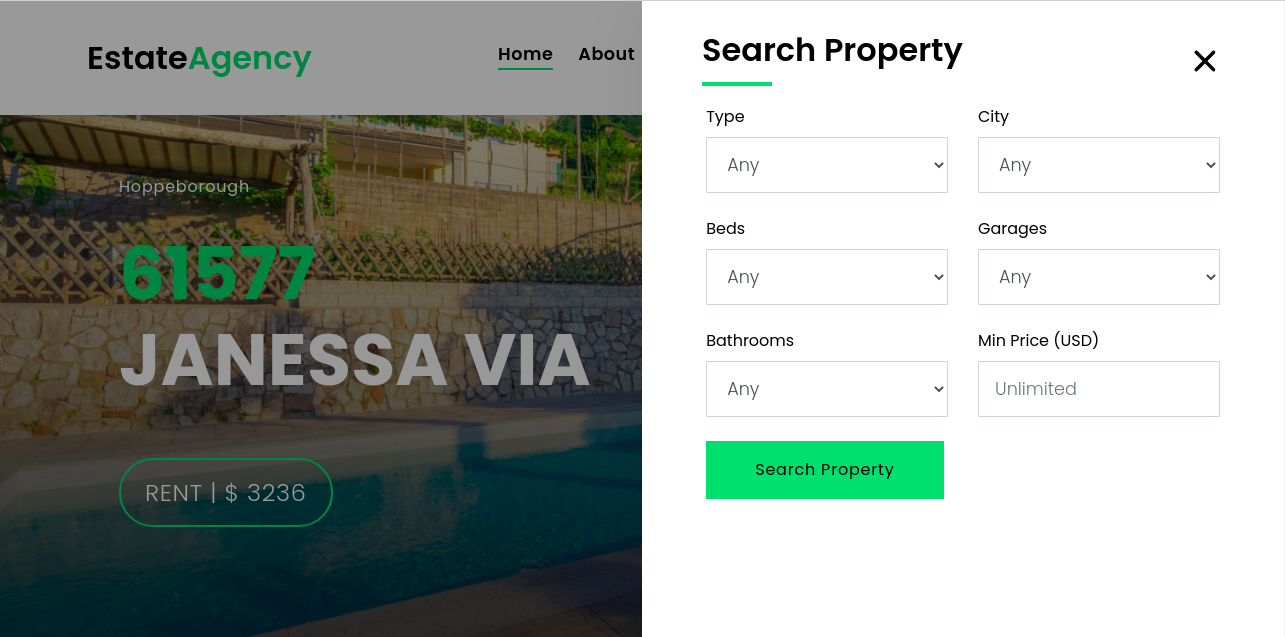 EstateAgency
Home About
Hoppeborough
61577
JANESSA VIA
RENT | $ 3236
Search Property
Type
City
Any
Any
Beds
Garages
Any
Any
Bathrooms
Min Price (USD)
Any
Unlimited
Search Property